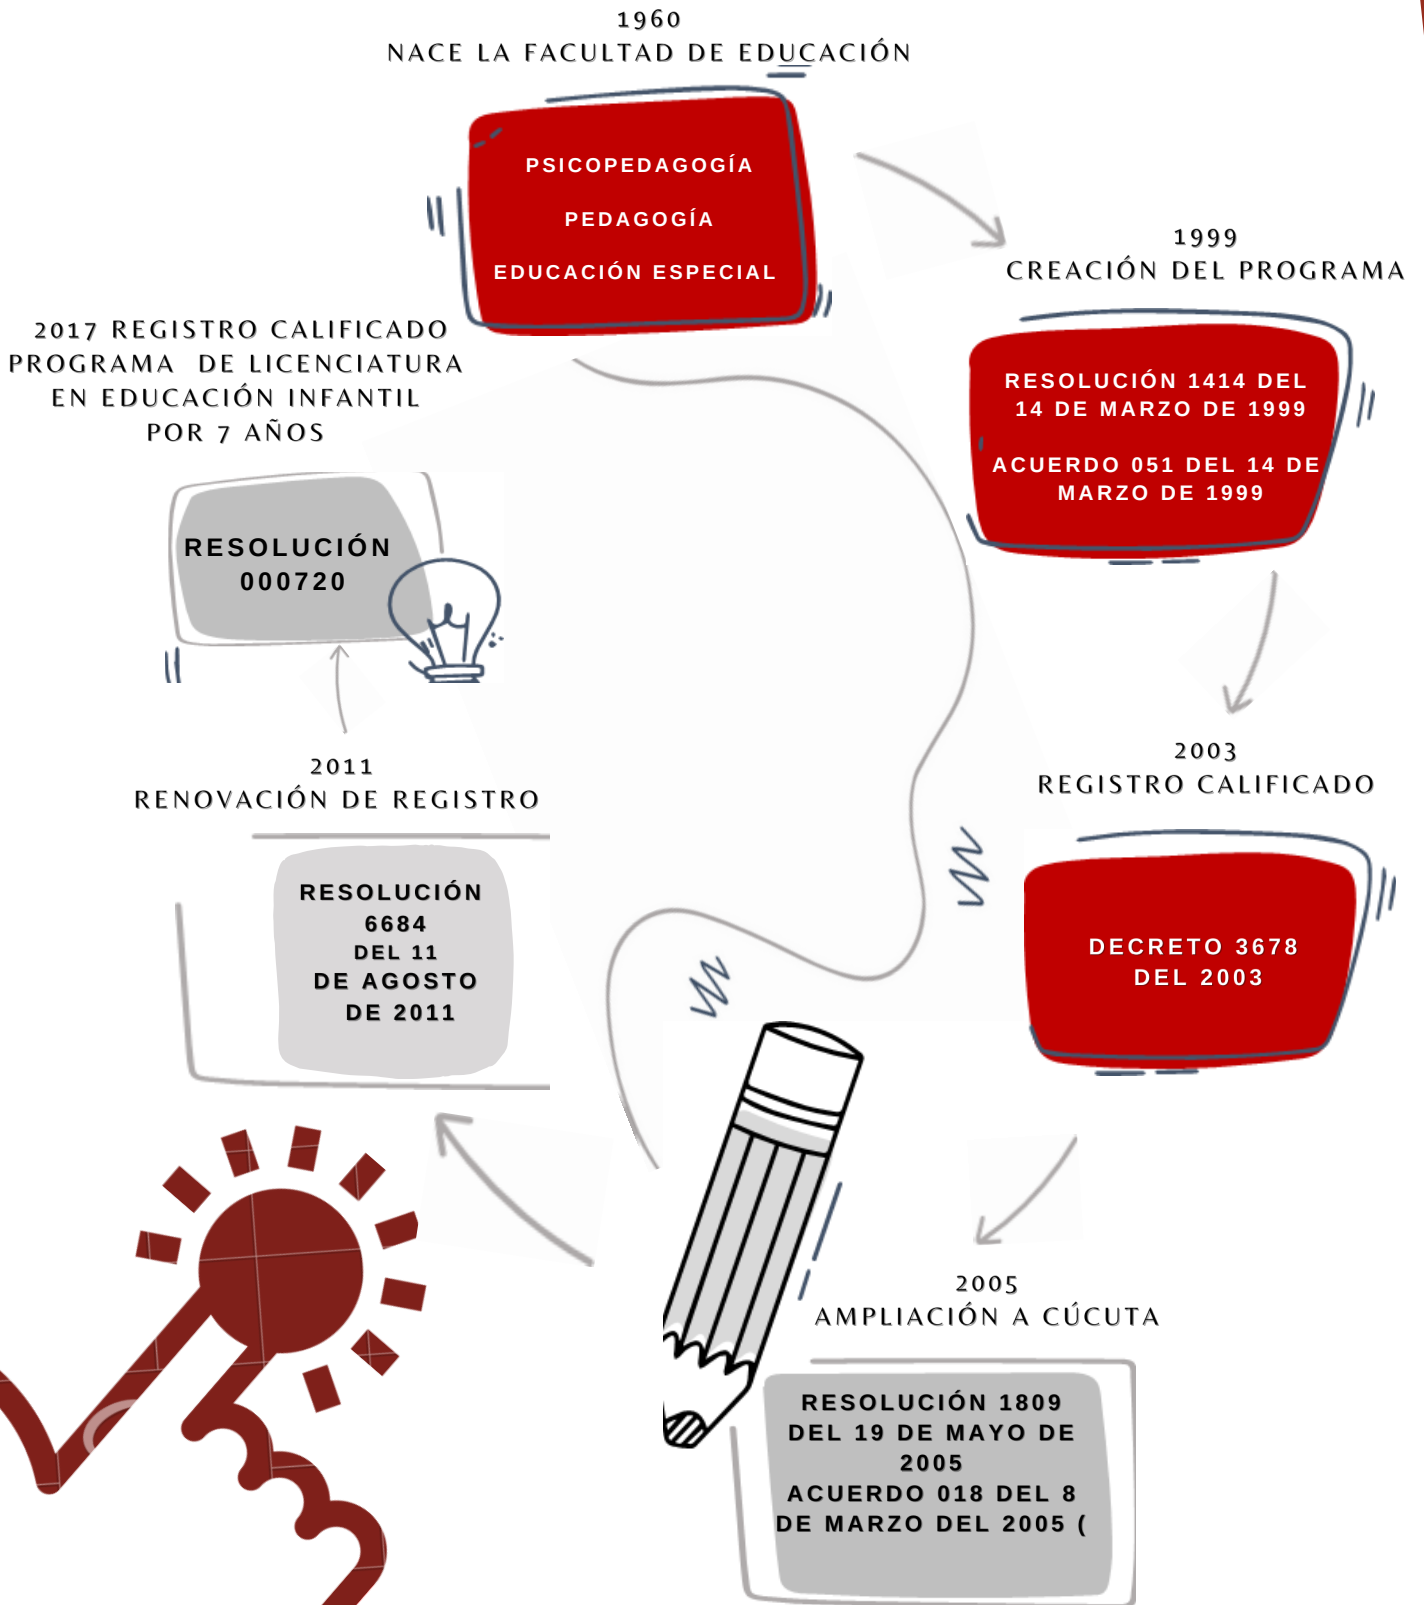 1960
NACE LA FACULTAD DE EDUCACIÓN
PSICOPEDAGOGÍA
PEDAGOGÍA
EDUCACIÓN ESPECIAL
1999
CREACIÓN DEL PROGRAMA
RESOLUCIÓN 1414 DEL
14 DE MARZO DE 1999
ACUERDO 051 DEL 14 DE
MARZO DE 1999
2003
REGISTRO CALIFICADO
DECRETO 3678
DEL 2003
2005
AMPLIACIÓN A CÚCUTA
RESOLUCIÓN 1809
DEL 19 DE MAYO DE
2005
ACUERDO 018 DEL 8
DE MARZO DEL 2005 (
2011
RENOVACIÓN DE REGISTRO
RESOLUCIÓN
6684
DEL 11
DE AGOSTO
DE 2011
2017 REGISTRO CALIFICADO
PROGRAMA DE LICENCIATURA
EN EDUCACIÓN INFANTIL
POR 7 AÑOS
RESOLUCIÓN
000720